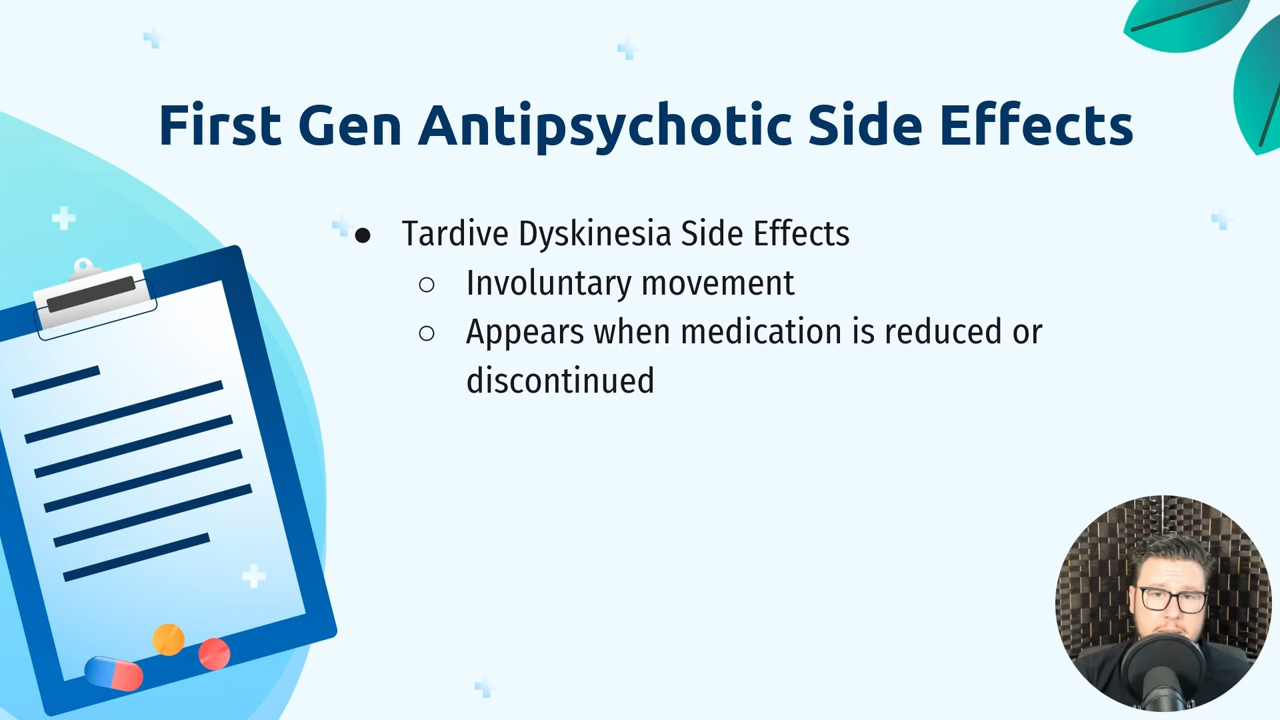 First Gen Antipsychotic Side Effects
● Tardive Dyskinesia Side Effects
○ Involuntary movement
○ Appears when medication is reduced or
discontinued